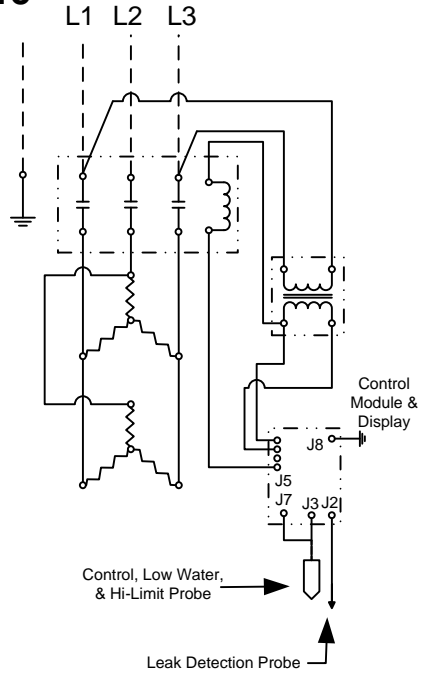 L1 L2 L3
Control
Module &
Display
J8
J5
J7
J3 J2
Control, Low Water,
& Hi-Limit Probe
Leak Detection Probe